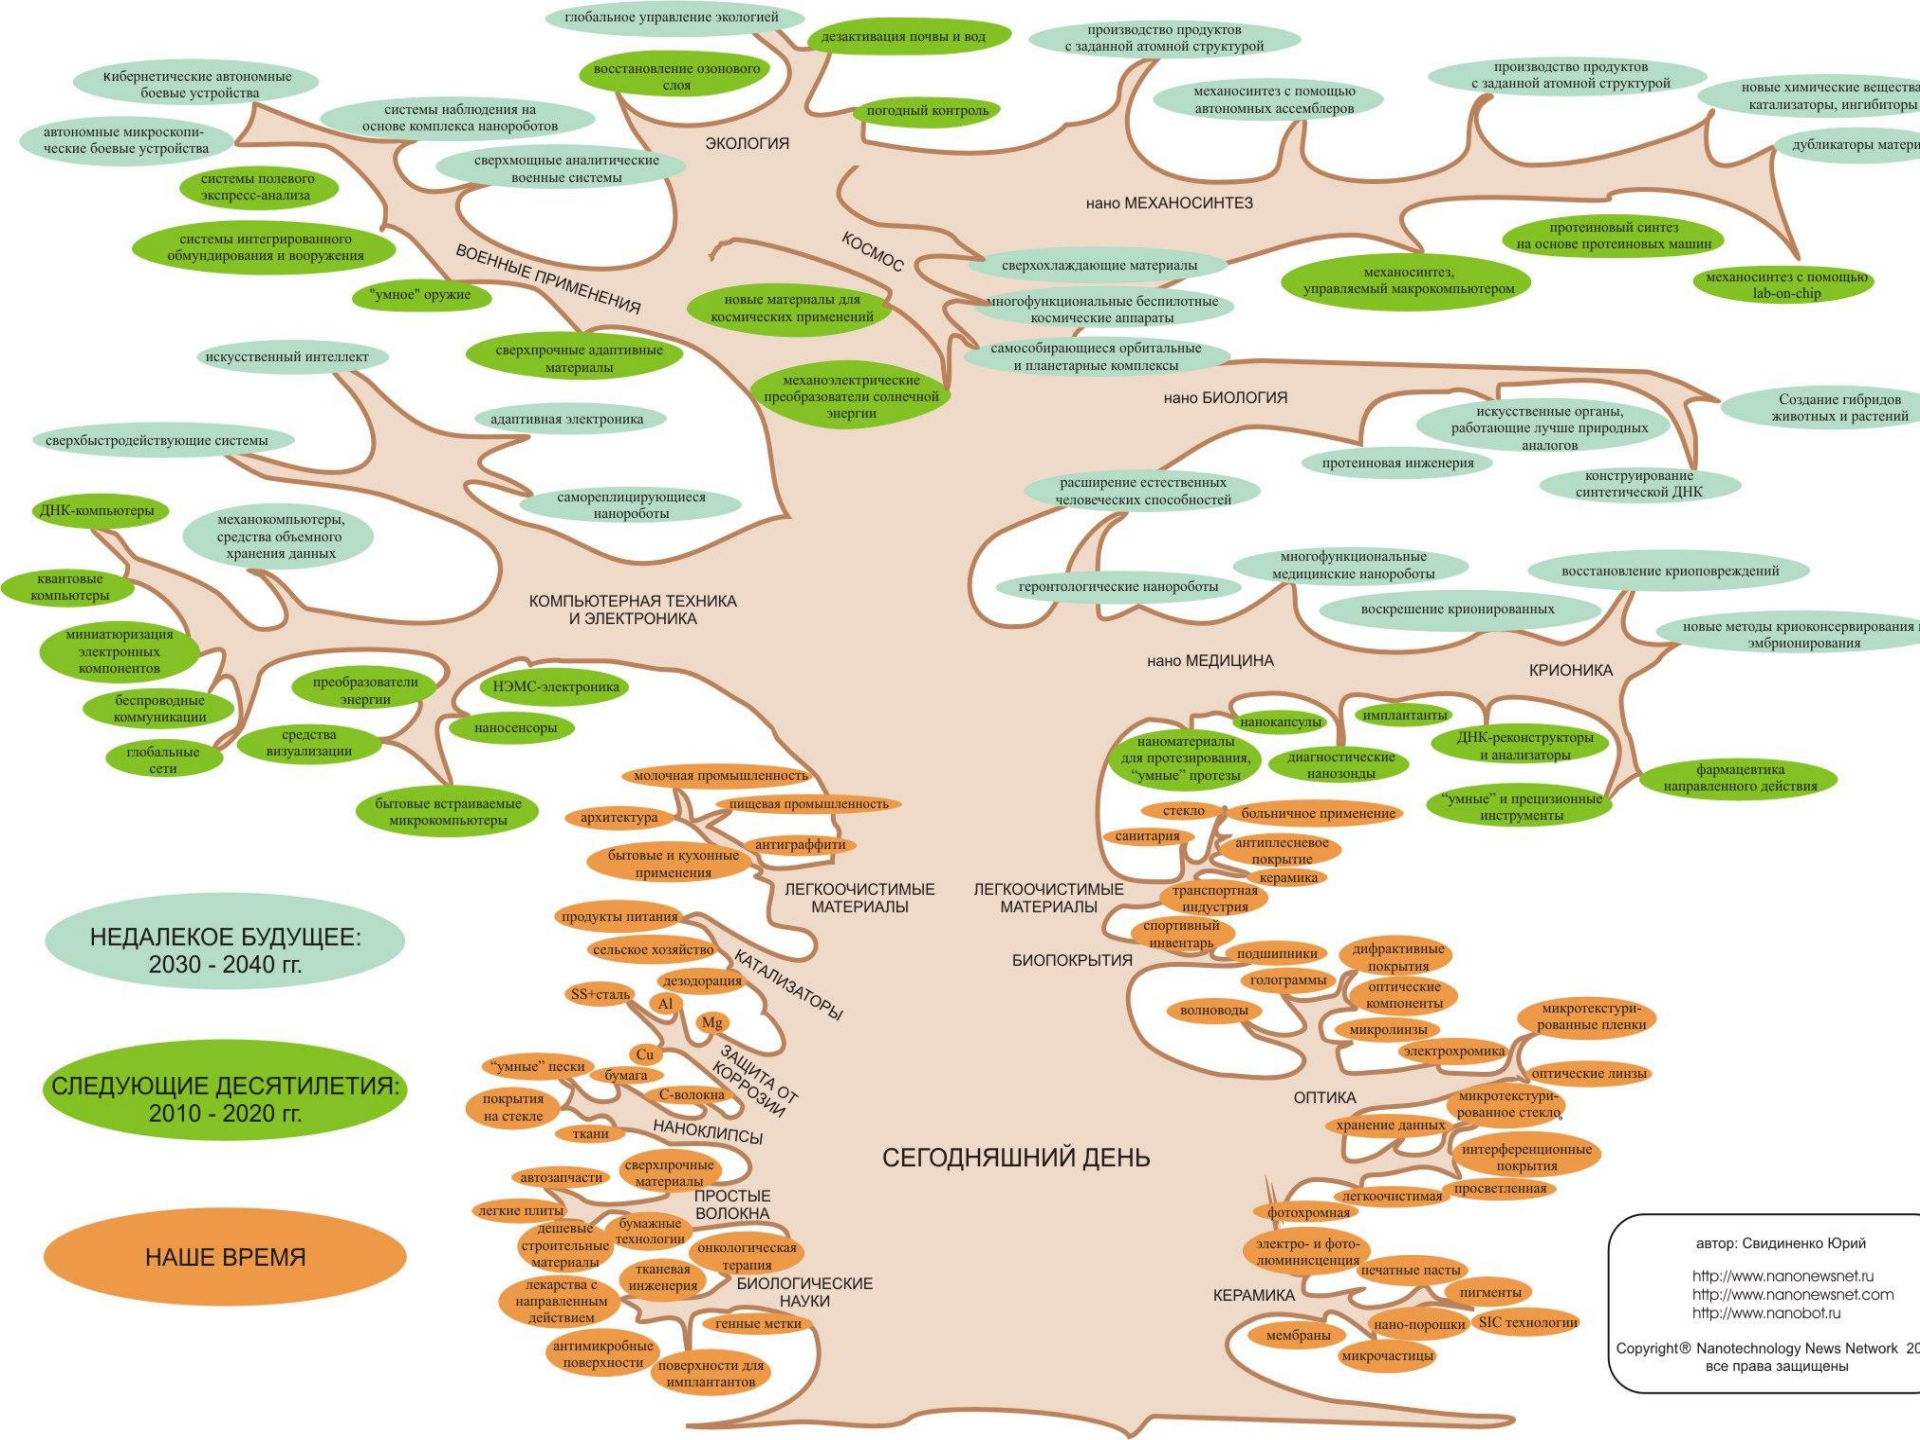 глобальное управление экологией
дезактивация почвы и вод
восстановление озонового
слоя
погодный контроль
ЭКОЛОГИЯ
кибернетические автономные
боевые устройства
автономные микроскопи-
ческие боевые устройства
системы наблюдения на
основе комплекса нанороботов
сверхмощные аналитические
военные системы
системы полевого
экспресс-анализа
системы интегрированного
обмундирования и вооружения
"умное" оружие
ВОЕННЫЕ ПРИМЕНЕНИЯ
сверхпрочные адаптивные
материалы
производство продуктов
с заданной атомной структурой
механосинтез с помощью
автономных ассемблеров
производство продуктов
с заданной атомной структурой
новые химические вещества
катализаторы, ингибиторы
дубликаторы матери
нано МЕХАНОСИНТЕЗ
протеиновый синтез
на основе протеиновых машин
механосинтез,
управляемый макрокомпьютером
механосинтез с помощью
lab-on-chip
КОСМОС
сверхохлаждающие материалы
многофункциональные беспилотные
космические аппараты
самособирающиеся орбитальные
и планетарные комплексы
новые материалы для
космических применений
механоэлектрические
преобразователи солнечной
энергии
нано БИОЛОГИЯ
Создание гибридов
животных и растений
искусственные органы,
работающие лучше природных
аналогов
протеиновая инженерия
конструирование
синтетической ДНК
искусственный интеллект
адаптивная электроника
сверхбыстродействующие системы
самореплицирующиеся
нанороботы
ДНК-компьютеры
механокомпьютеры,
средства объемного
хранения данных
квантовые
компьютеры
КОМПЬЮТЕРНАЯ ТЕХНИКА
И ЭЛЕКТРОНИКА
миниатюризация
электронных
компонентов
беспроводные
коммуникации
глобальные
сети
преобразователи
энергии
средства
визуализации
НЭМС-электроника
наносенсоры
бытовые встраиваемые
микрокомпьютеры
расширение естественных
человеческих способностей
геронтологические нанороботы
многофункциональные
медицинские нанороботы
воскрешение крионированных
восстановление криоповреждений
новые методы криоконсервирования
эмбрионирования
нано МЕДИЦИНА
КРИОНИКА
нанокапсулы
имплантанты
наноматериалы
для протезирования,
“умные” протезы
диагностические
нанозонды
ДНК-реконструкторы
и анализаторы
“умные” и прецизионные
инструменты
фармацевтика
направленного действия
молочная промышленность
пищевая промышленность
архитектура
антиграффити
бытовые и кухонные
применения
ЛЕГКООЧИСТИМЫЕ
МАТЕРИАЛЫ
стекло
больничное применение
санитария
антиплесневое
покрытие
керамика
ЛЕГКООЧИСТИМЫЕ
МАТЕРИАЛЫ
транспортная
индустрия
спортивный
инвентарь
подшипники
БИОПОКРЫТИЯ
продукты питания
сельское хозяйство
дезодорация
КАТАЛИЗАТОРЫ
SS+сталь
Al
Mg
Cu
ЗАЩИТА ОТ
КОРРОЗИИ
“умные” пески
бумага
С-волокна
покрытия
на стекле
ткани
НАНОКЛИПСЫ
сверхпрочные
материалы
автозапчасти
ПРОСТЫЕ
ВОЛОКНА
легкие плиты
дешевые
строительные
материалы
бумажные
технологии
онкологическая
терапия
тканевая
инженерия
лекарства с
направленным
действием
БИОЛОГИЧЕСКИЕ
НАУКИ
генные метки
антимикробные
поверхности
поверхности для
имплантантов
дифрактивные
покрытия
голограммы
оптические
компоненты
волноводы
микролинзы
микротекстури-
рованные пленки
электрохромика
оптические линзы
ОПТИКА
микротекстури-
рованное стекло
хранение данных
интерференционные
покрытия
просветленная
легкоочистимая
фотохромная
электро- и фото-
люминисценция
печатные пасты
КЕРАМИКА
пигменты
нано-порошки
SIC технологии
мембраны
микрочастицы
СЕГОДНЯШНИЙ ДЕНЬ
НЕДАЛЕКОЕ БУДУЩЕЕ:
2030 - 2040 гг.
СЛЕДУЮЩИЕ ДЕСЯТИЛЕТИЯ:
2010 - 2020 гг.
НАШЕ ВРЕМЯ
автор: Свидиненко Юрий
http://www.nanonewsnet.ru
http://www.nanonewsnet.com
http://www.nanobot.ru
Copyright® Nanotechnology News Network 20
все права защищены